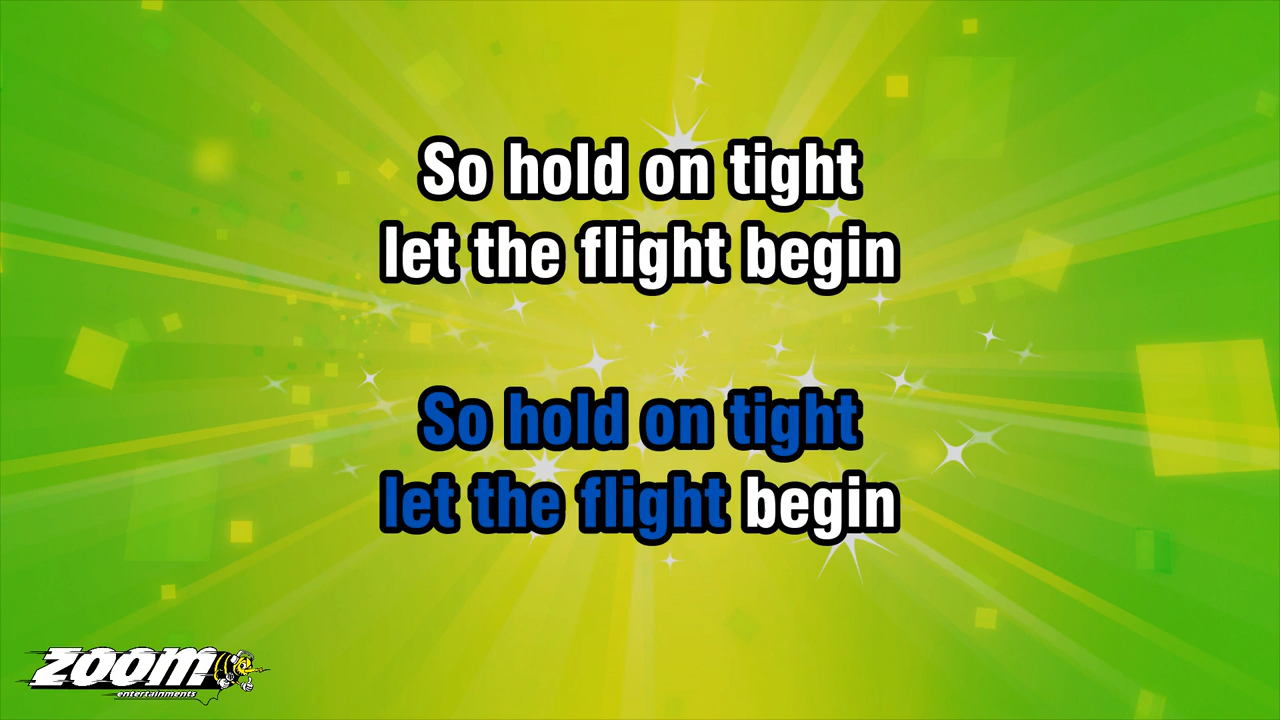 So hold on tight
let the flight begin
So hold on tight
let the flight begin
ZOOM
entertainments